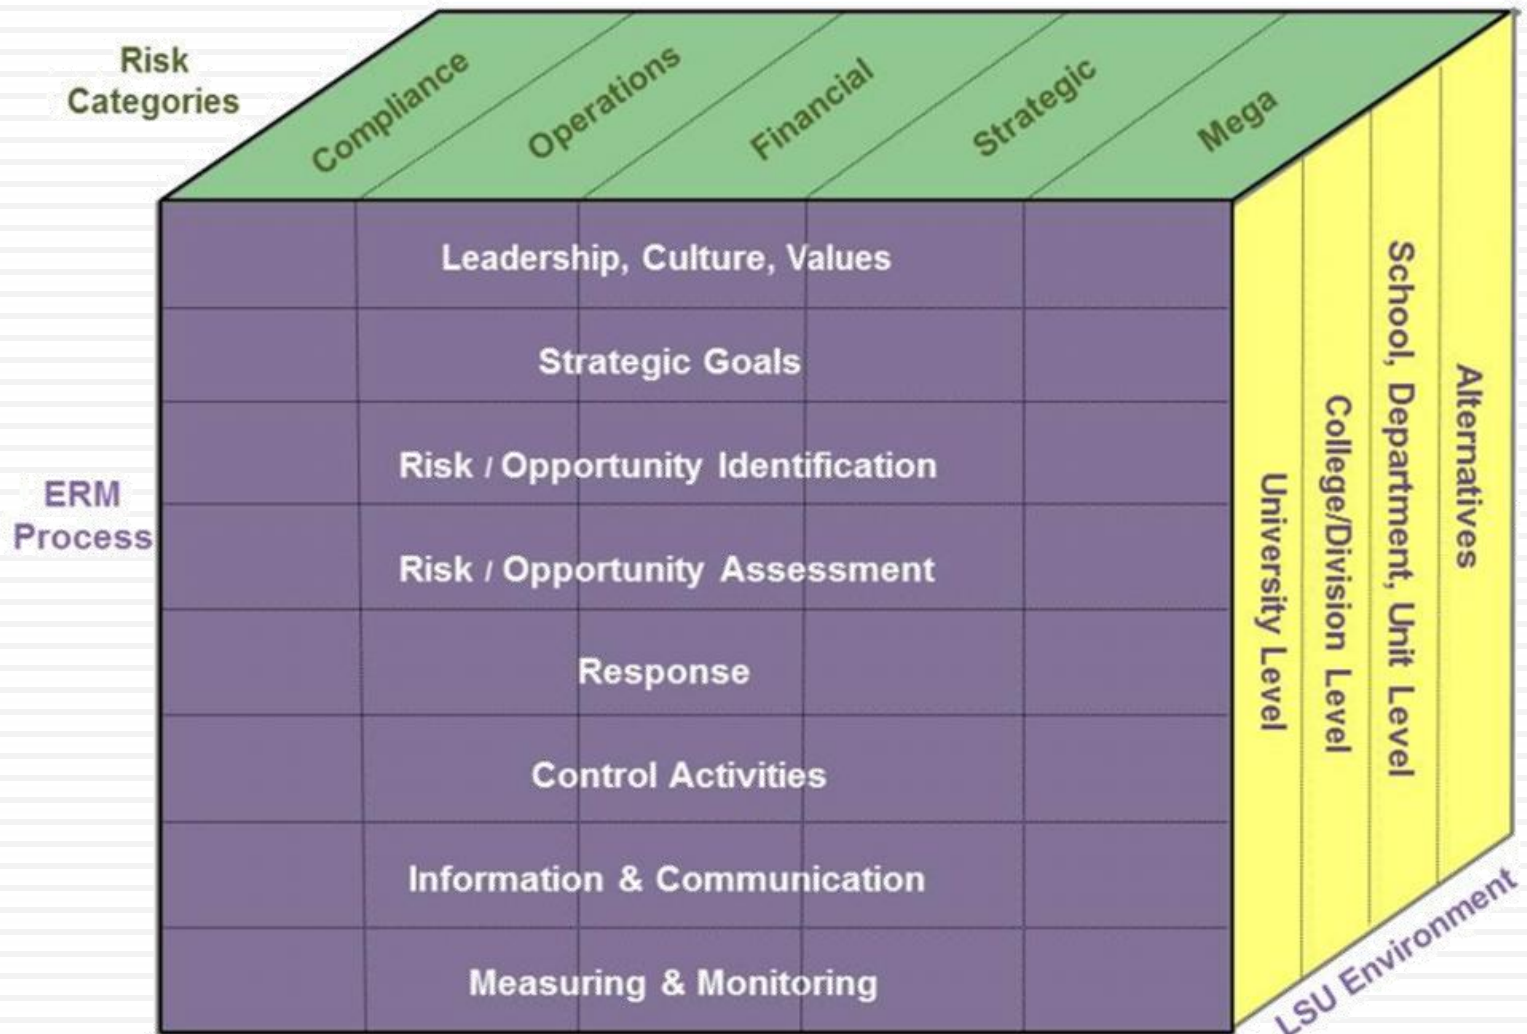 Risk
Categories
Compliance
Operations
Financial
Strategic
Mega
ERM
Process
Leadership, Culture, Values
Strategic Goals
Risk / Opportunity Identification
Risk / Opportunity Assessment
Response
Control Activities
Information & Communication
Measuring & Monitoring
University Level
College/Division Level
School, Department, Unit Level
Alternatives
LSU Environment